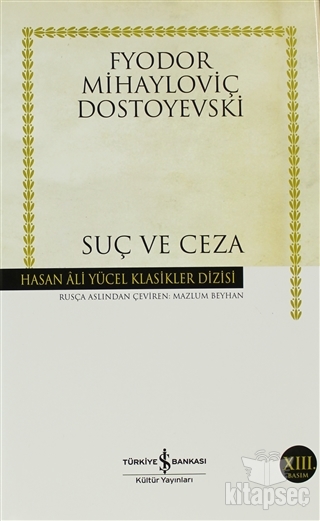 FYODOR
MİHAYLOVİÇ
DOSTOYEVSKİ
SUÇ VE CEZA
HASAN ÂLİ YÜCEL KLASİKLER DİZİSİ
RUSÇA ASLINDAN ÇEVİREN: MAZLUM BEYHAN
XIII.
BASIM
TÜRKİYE BANKASI
Kültür Yayınları
kitapsec